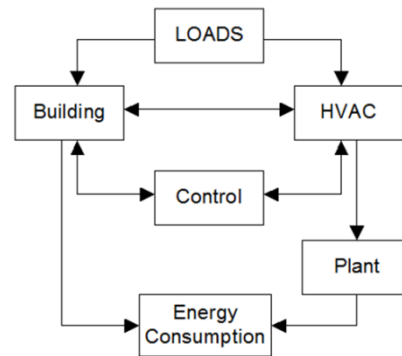 LOADS
Building
HVAC
Control
Plant
Energy
Consumption